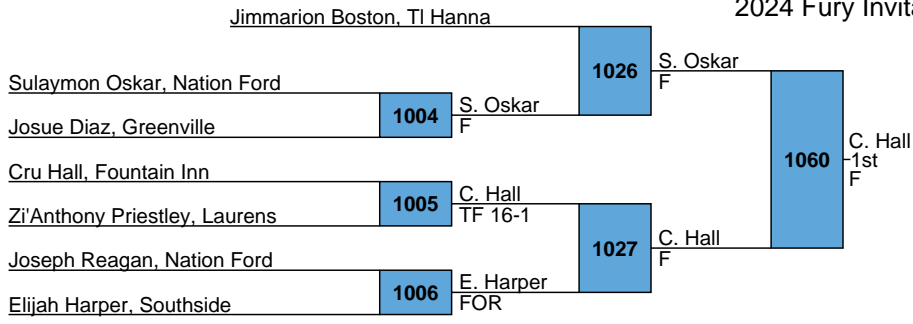 2024 Fury Invita
Jimmarion Boston, Tl Hanna
1026
S. Oskar
F
Sulaymon Oskar, Nation Ford
1004
S. Oskar
F
Josue Diaz, Greenville
1060
C. Hall
1st
F
Cru Hall, Fountain Inn
1005
C. Hall
TF 16-1
Zi'Anthony Priestley, Laurens
1027
C. Hall
F
Joseph Reagan, Nation Ford
1006
E. Harper
FOR
Elijah Harper, Southside